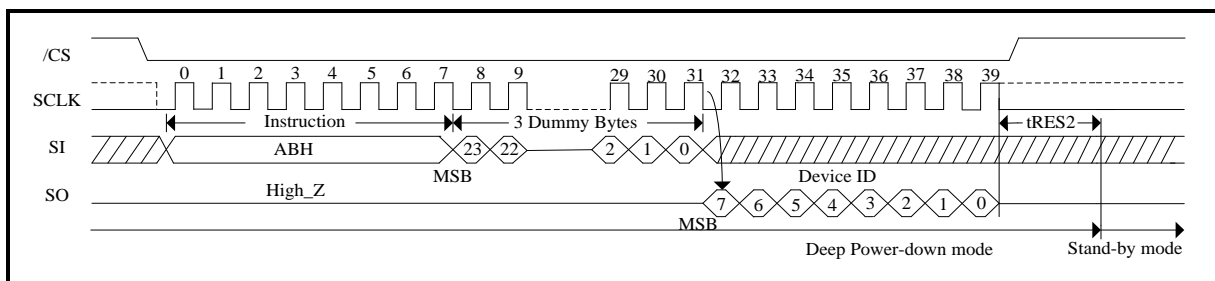 /CS
0 1 2 3 4 5 6 7 8 9 29 30 31 32 33 34 35 36 37 38 39
SCLK
Instruction 3 Dummy Bytes tRES2
SI ABH 23 22 2 1 0
MSB Device ID
SO High_Z 7 6 5 4 3 2 1 0
MSB
Deep Power-down mode Stand-by mode